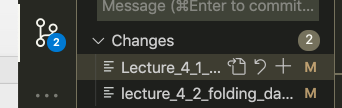 Message (⌘Enter to commit...
2
Changes 2
Lecture_4_1_... M
lecture_4_2_folding_da... M